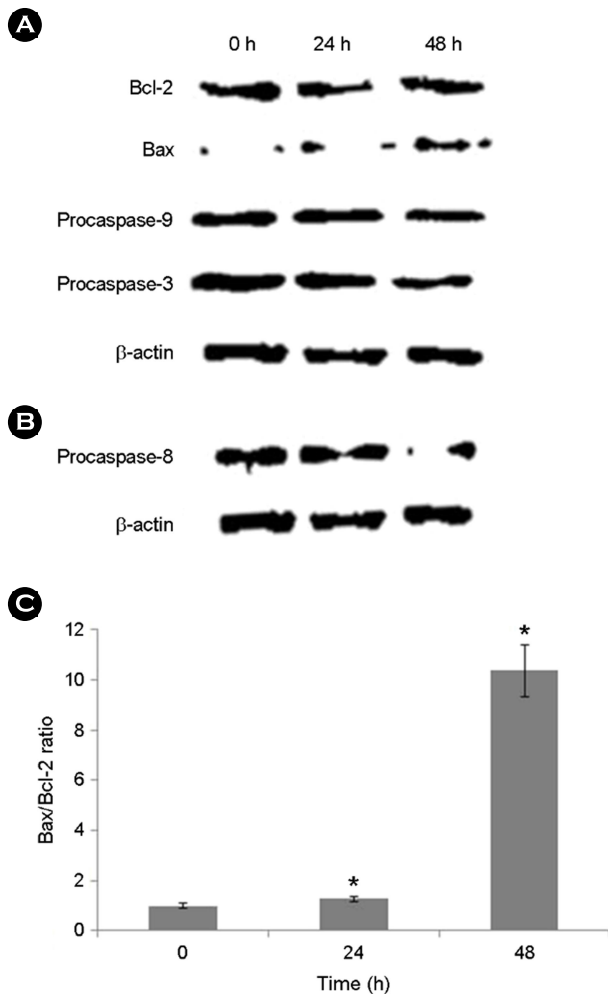 A
0 h 24 h 48 h
Bcl-2
Bax
Procaspase-9
Procaspase-3
β-actin
B
Procaspase-8
β-actin
C
Bax/Bcl-2 ratio
12
10
8
6
4
2
0
*
*
0 24 48
Time (h)